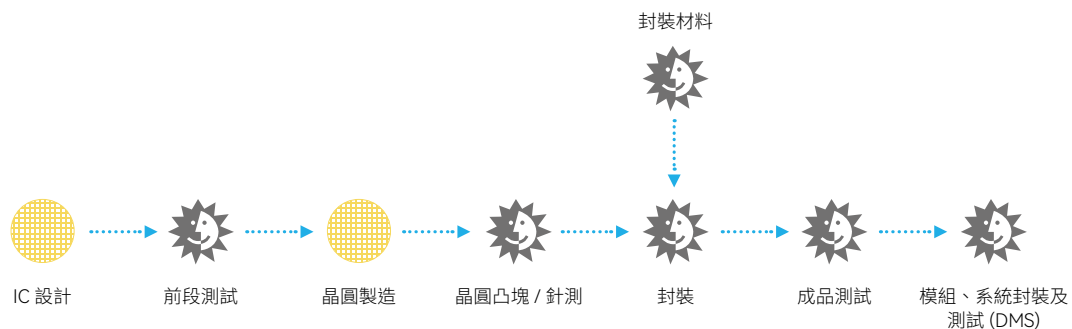 封裝材料
IC 設計
前段測試
晶圓製造
晶圓凸塊 / 針測
封裝
成品測試
模組、系統封裝及
測試 (DMS)